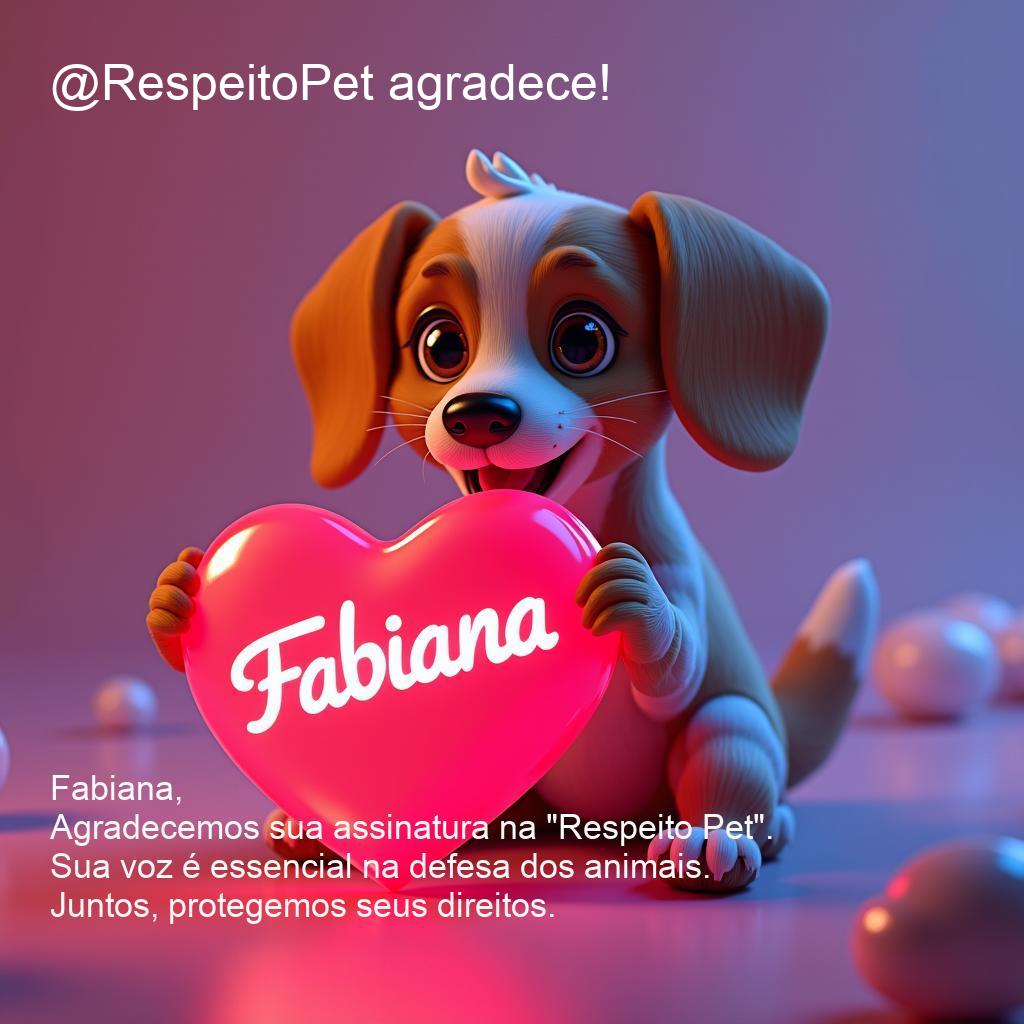 @RespeitoPet agradece!
Fabiana
Fabiana,
Agradecemos sua assinatura na "Respeito Pet".
Sua voz é essencial na defesa dos animais.
Juntos, protegemos seus direitos.